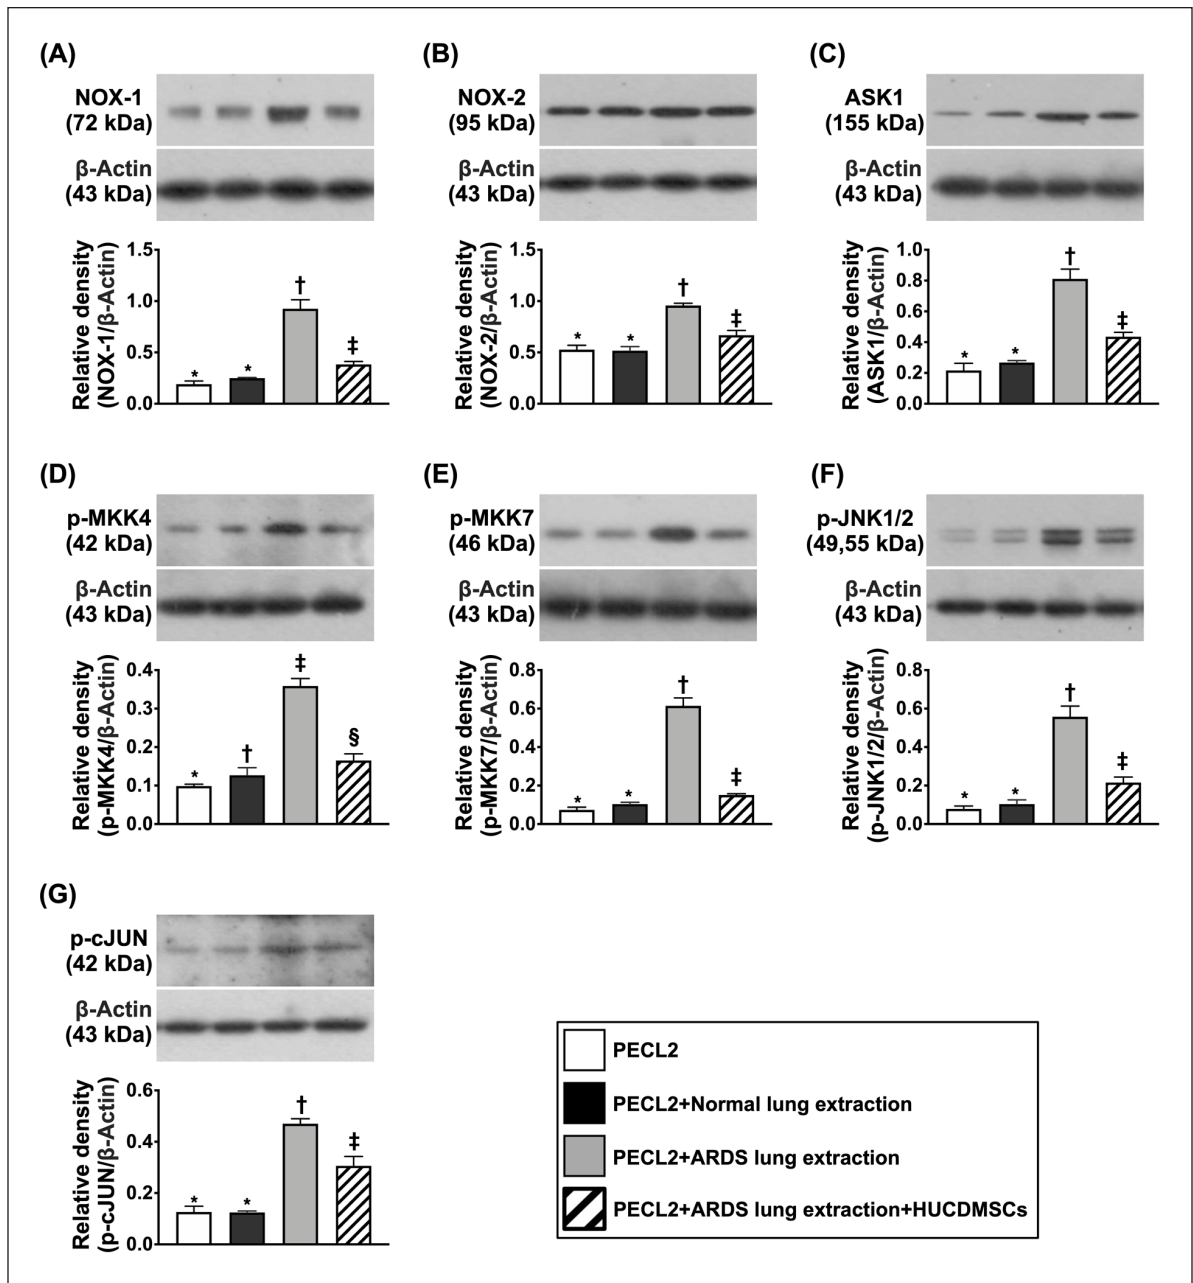 (A)
NOX-1
(72 kDa)
β-Actin
(43 kDa)
Relative density
(NOX-1/β-Actin)
1.5
1.0
0.5
0.0
*
*
†
‡
(B)
NOX-2
(95 kDa)
β-Actin
(43 kDa)
Relative density
(NOX-2/β-Actin)
1.5
1.0
0.5
0.0
*
*
†
‡
(C)
ASK1
(155 kDa)
β-Actin
(43 kDa)
Relative density
(ASK1/β-Actin)
1.0
0.8
0.6
0.4
0.2
0.0
*
*
†
‡
(D)
p-MKK4
(42 kDa)
β-Actin
(43 kDa)
Relative density
(p-MKK4/β-Actin)
0.4
0.3
0.2
0.1
0.0
*
†
‡
§
(E)
p-MKK7
(46 kDa)
β-Actin
(43 kDa)
Relative density
(p-MKK7/β-Actin)
0.8
0.6
0.4
0.2
0.0
*
*
†
‡
(F)
p-JNK1/2
(49,55 kDa)
β-Actin
(43 kDa)
Relative density
(p-JNK1/2/β-Actin)
0.8
0.6
0.4
0.2
0.0
*
*
†
‡
(G)
p-cJUN
(42 kDa)
β-Actin
(43 kDa)
Relative density
(p-cJUN/β-Actin)
0.6
0.4
0.2
0.0
*
*
†
‡
PECL2
PECL2+Normal lung extraction
PECL2+ARDS lung extraction
PECL2+ARDS lung extraction+HUCDMSCs